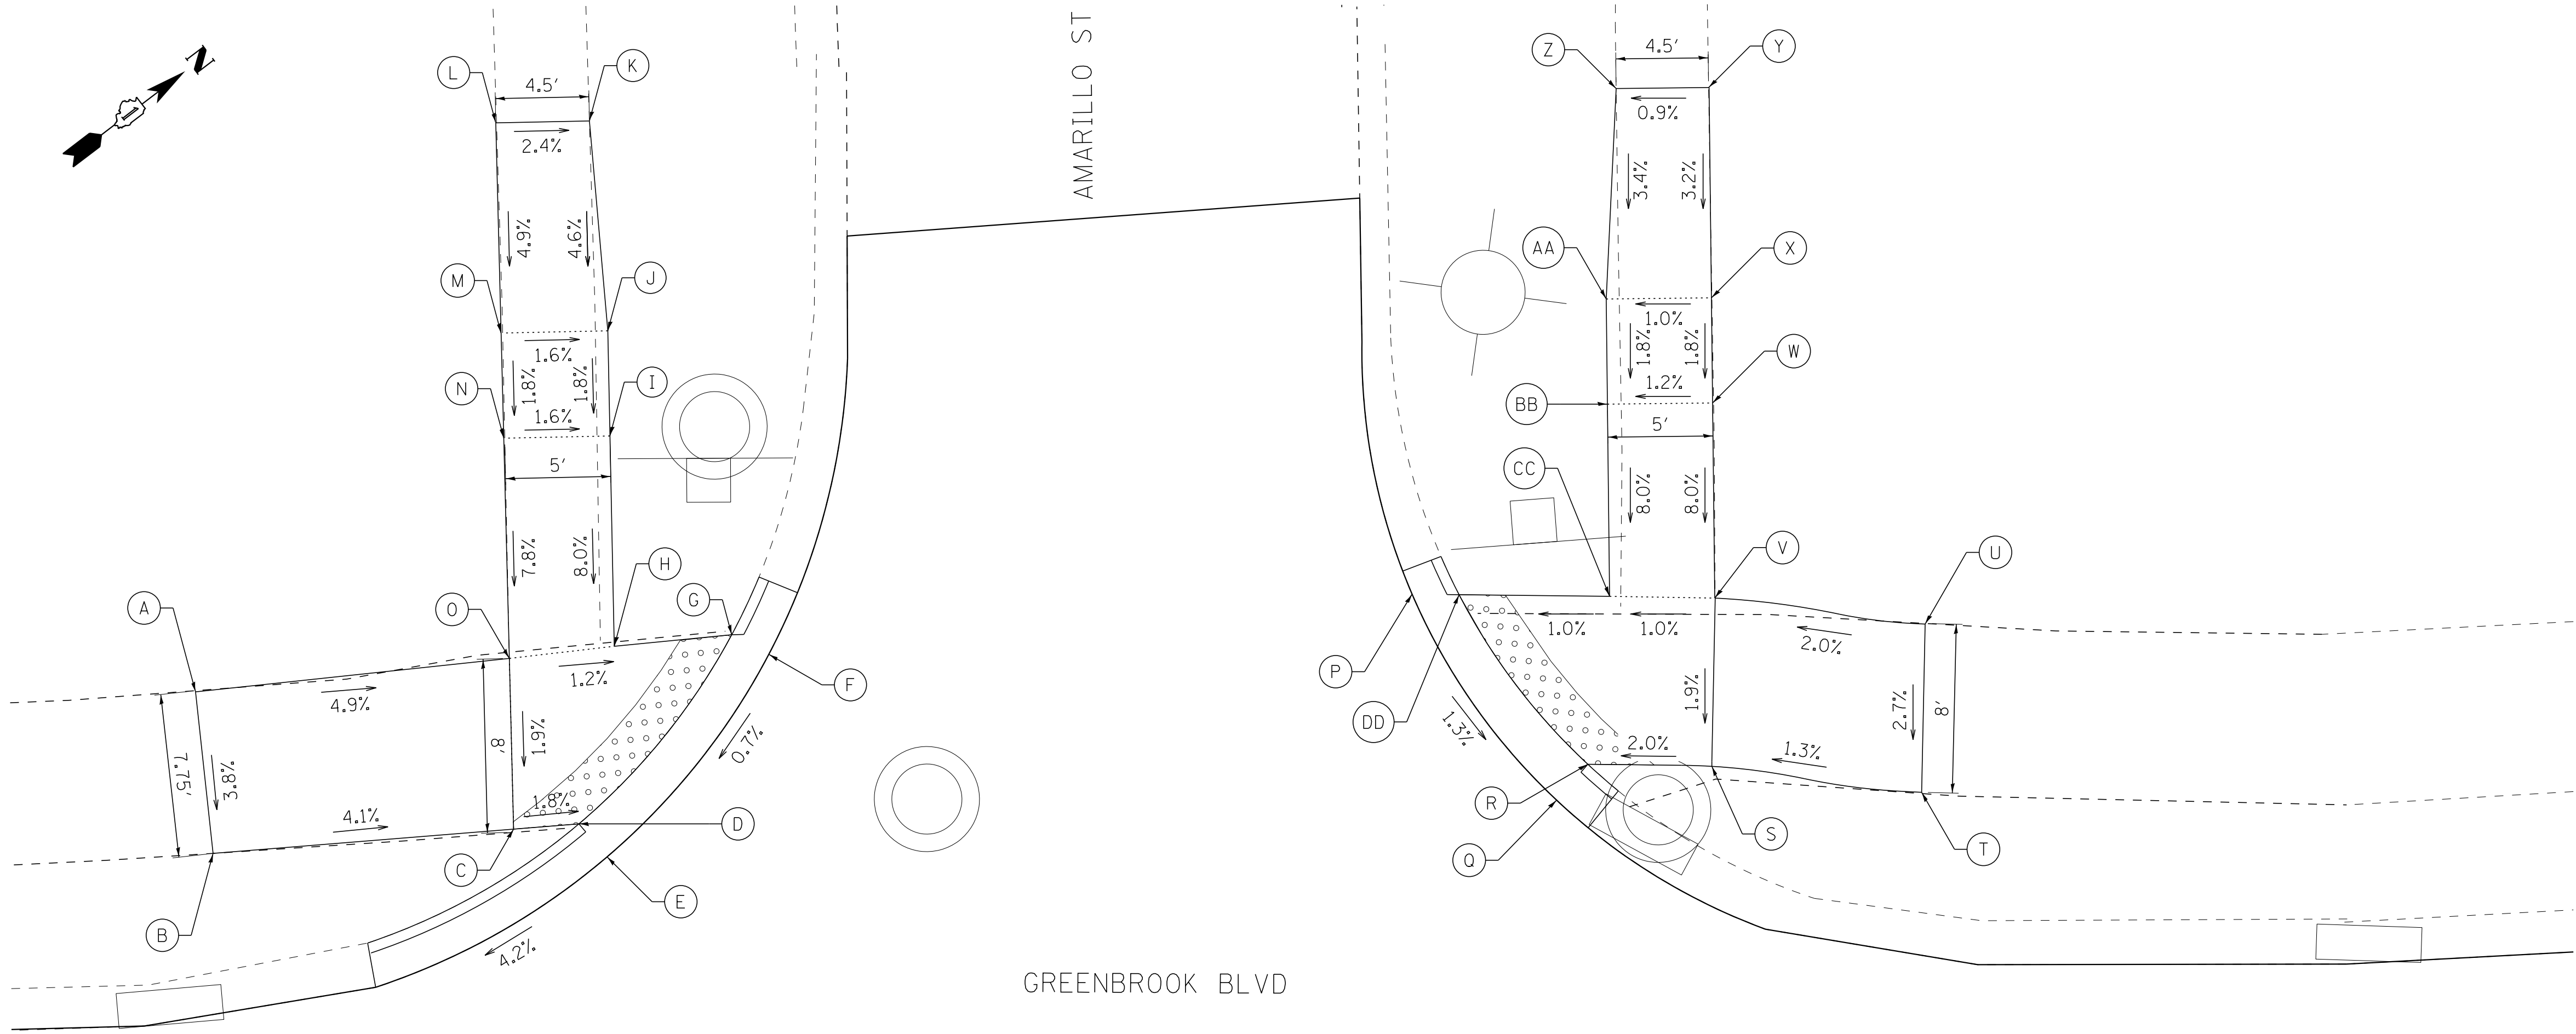 N
AMARILLO ST
L
K
4.5'
2.4%
Z
Y
4.5'
0.9%
3.4%
3.2%
4.9%
4.6%
M
J
AA
X
1.0%
1.6%
1.8%
1.8%
1.8%
1.8%
W
N
I
1.6%
BB
1.2%
5'
5'
CC
7.8%
8.0%
8.0%
8.0%
H
V
U
A
O
G
1.0%
1.0%
2.0%
1.2%
4.9%
P
F
DD
7.75'
3.8%
8'
1.9%
0.7%
1.3%
1.9%
2.7%
8'
2.0%
1.3%
4.1%
1.8%
R
D
S
T
C
Q
E
B
4.2%
GREENBROOK BLVD